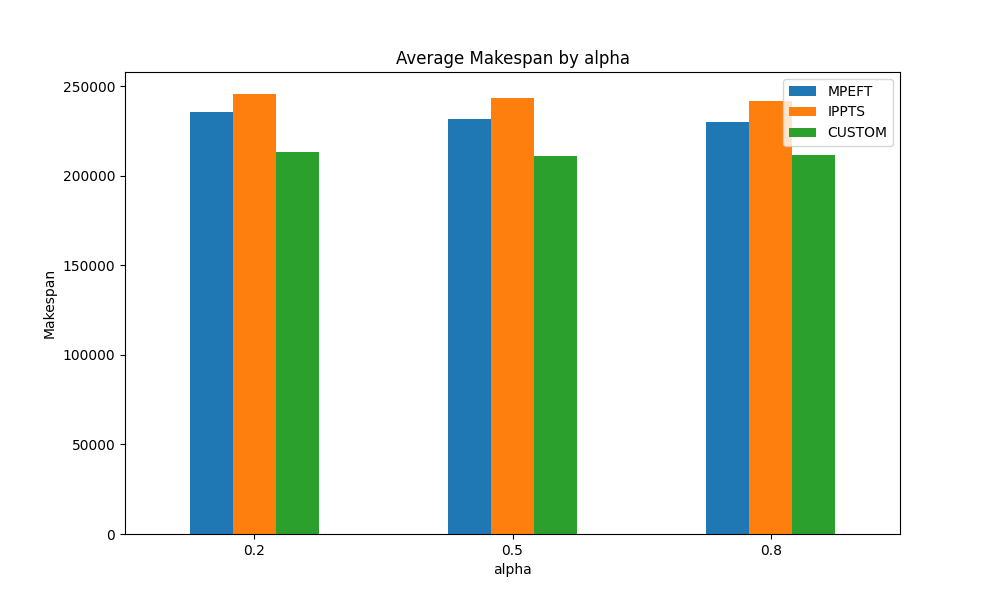 Average Makespan by alpha
MPEFT
IPPTS
CUSTOM
Makespan
250000
200000
150000
100000
50000
0
0.2 0.5 0.8
alpha